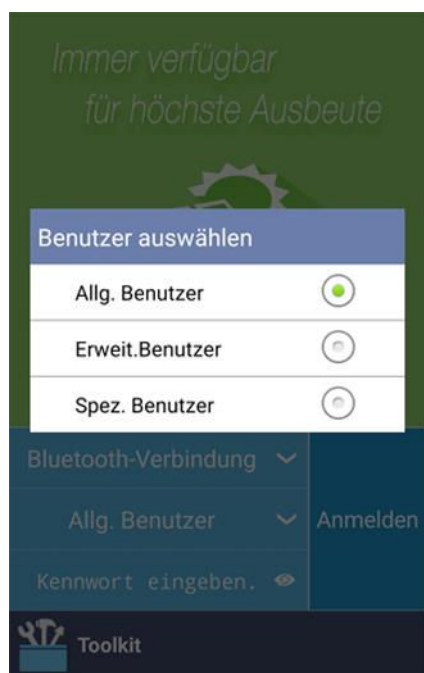 Immer verfügbar
für höchste Ausbeute
Benutzer auswählen
Allg. Benutzer
Erweit.Benutzer
Spez. Benutzer
Bluetooth-Verbindung
Allg. Benutzer
Anmelden
Kennwort eingeben.
Toolkit